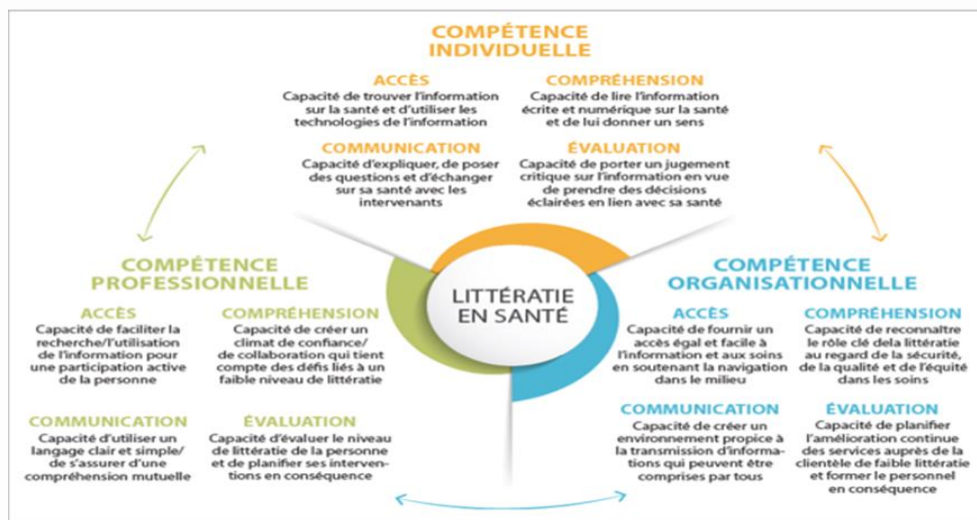 COMPÉTENCE
INDIVIDUELLE
ACCÈS
Capacité de trouver l'information
sur la santé et d'utiliser les
technologies de l'information
COMPRÉHENSION
Capacité de lire l'information
écrite et numérique sur la santé
et de lui donner un sens
COMMUNICATION
Capacité d'expliquer, de poser
des questions et d'échanger
sur sa santé avec les
intervenants
ÉVALUATION
Capacité de porter un jugement
critique sur l'information en vue
de prendre des décisions
éclairées en lien avec sa santé
LITTÉRATIE
EN SANTÉ
COMPÉTENCE
PROFESSIONNELLE
ACCÈS
Capacité de faciliter la
recherche/l'utilisation
de l'information pour
une participation active
de la personne
COMPRÉHENSION
Capacité de créer un
climat de confiance/
de collaboration qui tient
compte des défis liés à un
faible niveau de littératie
COMMUNICATION
Capacité d'utiliser un
langage clair et simple/
de s'assurer d'une
compréhension mutuelle
ÉVALUATION
Capacité d'évaluer le niveau
de littératie de la personne
et de planifier ses interven-
tions en conséquence
COMPÉTENCE
ORGANISATIONNELLE
ACCÈS
Capacité de fournir un
accès égal et facile à
l'information et aux soins
en soutenant la navigation
dans le milieu
COMPRÉHENSION
Capacité de reconnaître
le rôle clé dela littératie
au regard de la sécurité,
de la qualité et de l'équité
dans les soins
COMMUNICATION
Capacité de créer un
environnement propice à
la transmission d'informa-
tions qui peuvent être
comprises par tous
ÉVALUATION
Capacité de planifier
l'amélioration continue
des services auprès de la
clientèle de faible littératie
et former le personnel
en conséquence